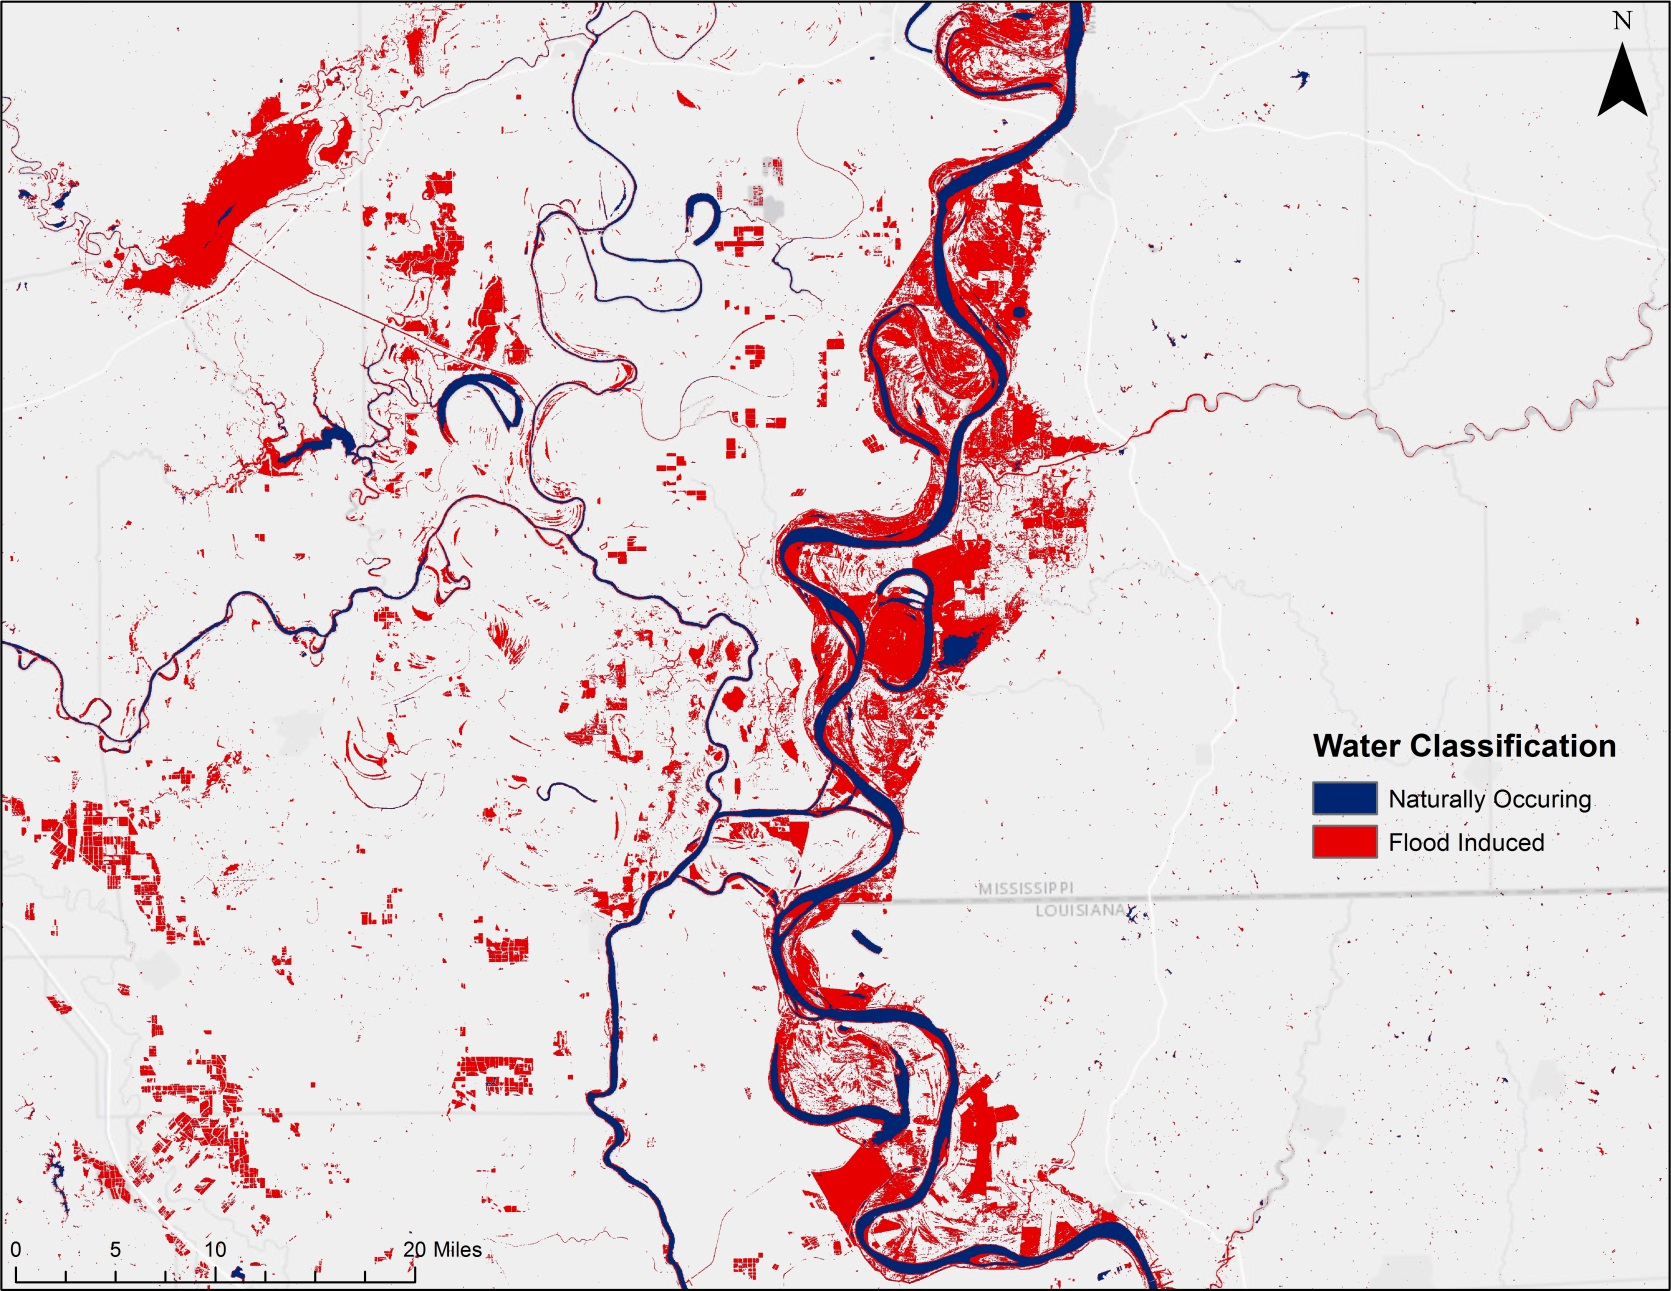 N
Water Classification
Naturally Occuring
Flood Induced
MISSISSIPPI
LOUISIANA
0 5 10 20 Miles